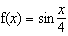 f(x) = sin x/4